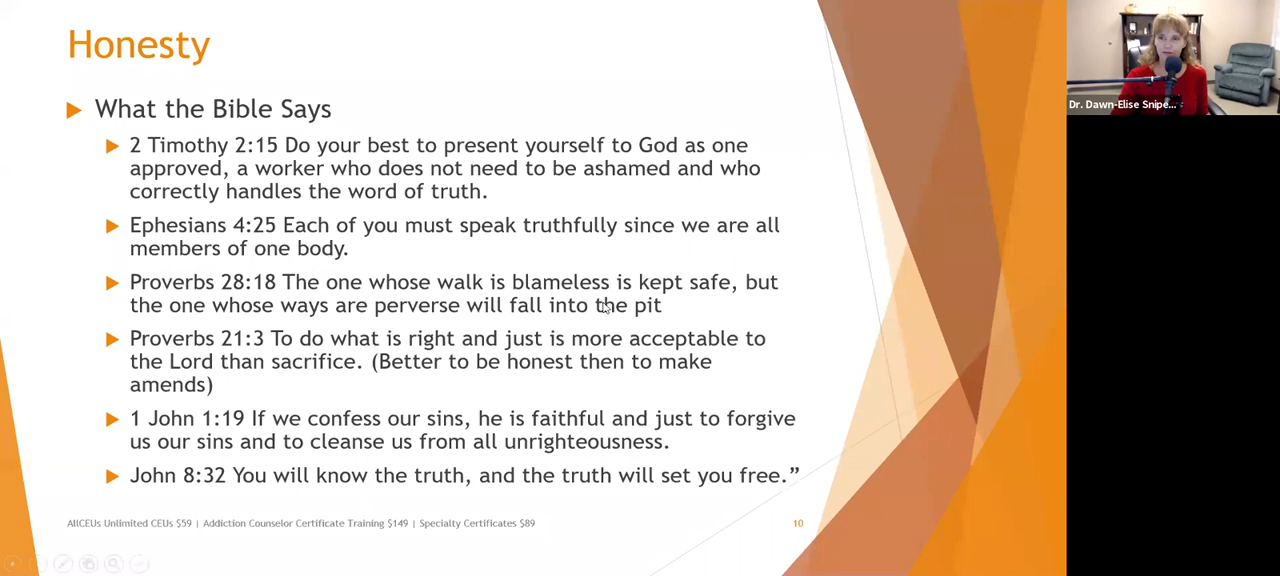 Honesty
What the Bible Says
2 Timothy 2:15 Do your best to present yourself to God as one
approved, a worker who does not need to be ashamed and who
correctly handles the word of truth.
Ephesians 4:25 Each of you must speak truthfully since we are all
members of one body.
Proverbs 28:18 The one whose walk is blameless is kept safe, but
the one whose ways are perverse will fall into the pit
Proverbs 21:3 To do what is right and just is more acceptable to
the Lord than sacrifice. (Better to be honest then to make
amends)
1 John 1:19 If we confess our sins, he is faithful and just to forgive
us our sins and to cleanse us from all unrighteousness.
John 8:32 You will know the truth, and the truth will set you free.”
AllCEUs Unlimited CEUs $59 | Addiction Counselor Certificate Training $149 | Specialty Certificates $89
10
Dr. Dawn-Elise Snipe...